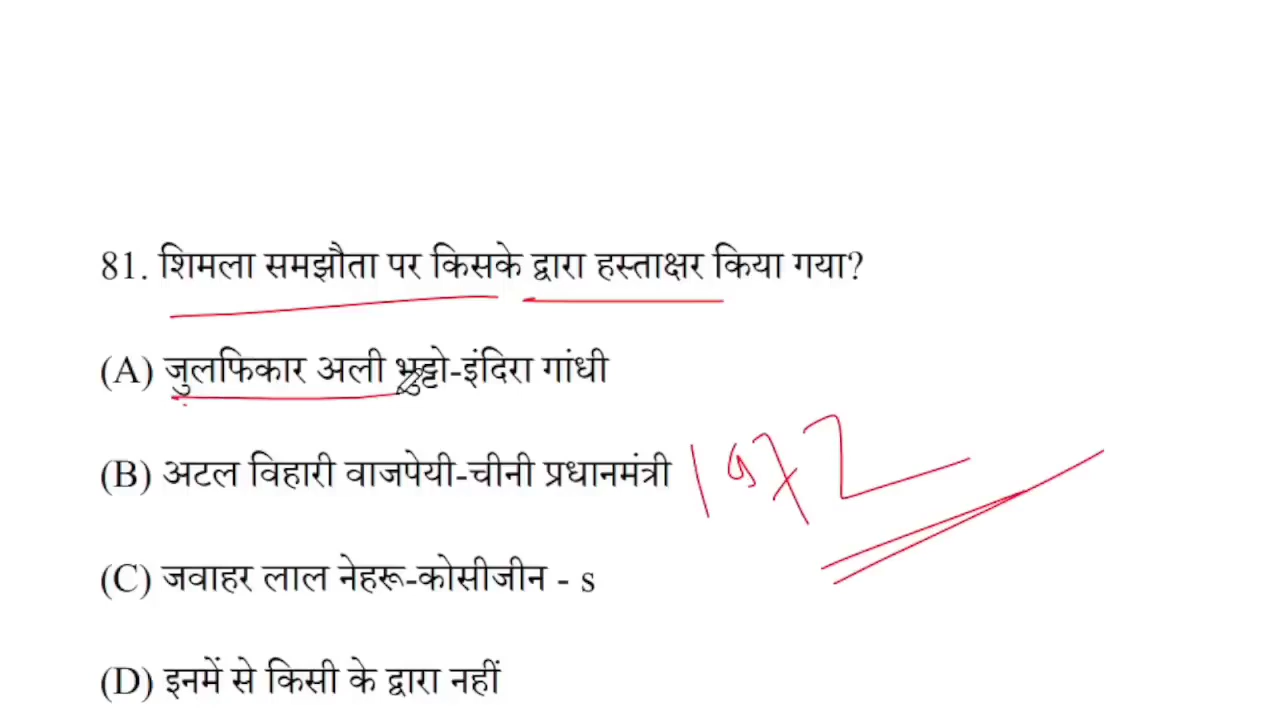 81. शिमला समझौता पर किसके द्वारा हस्ताक्षर किया गया?
(A) जुलफिकार अली भुट्टो-इंदिरा गांधी
(B) अटल विहारी वाजपेयी-चीनी प्रधानमंत्री
1972
(C) जवाहर लाल नेहरू-कोसीजीन - s
(D) इनमें से किसी के द्वारा नहीं